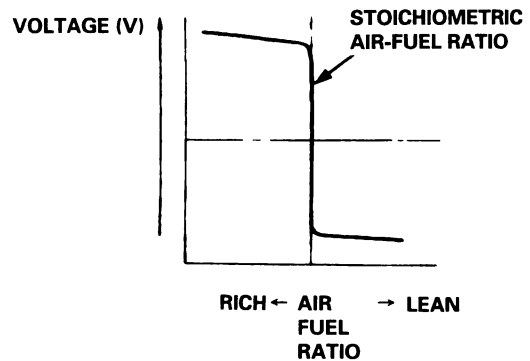 STOICHIOMETRIC
AIR-FUEL RATIO
VOLTAGE (V)
RICH ← AIR → LEAN
FUEL
RATIO